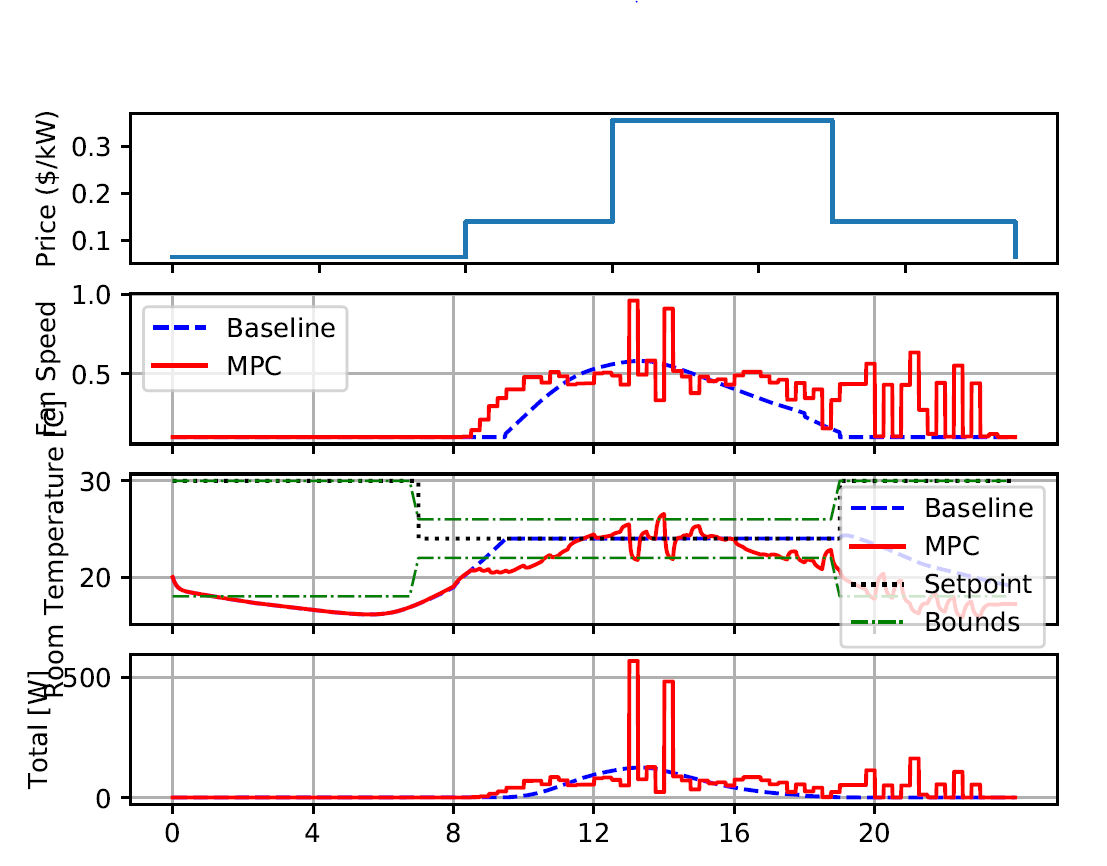 Price ($/kW)
0.3
0.2
0.1
Fan Speed
1.0
0.5
Baseline
MPC
Room Temperature [C]
30
20
Baseline
MPC
Setpoint
Bounds
Total [W]
500
0
0 4 8 12 16 20